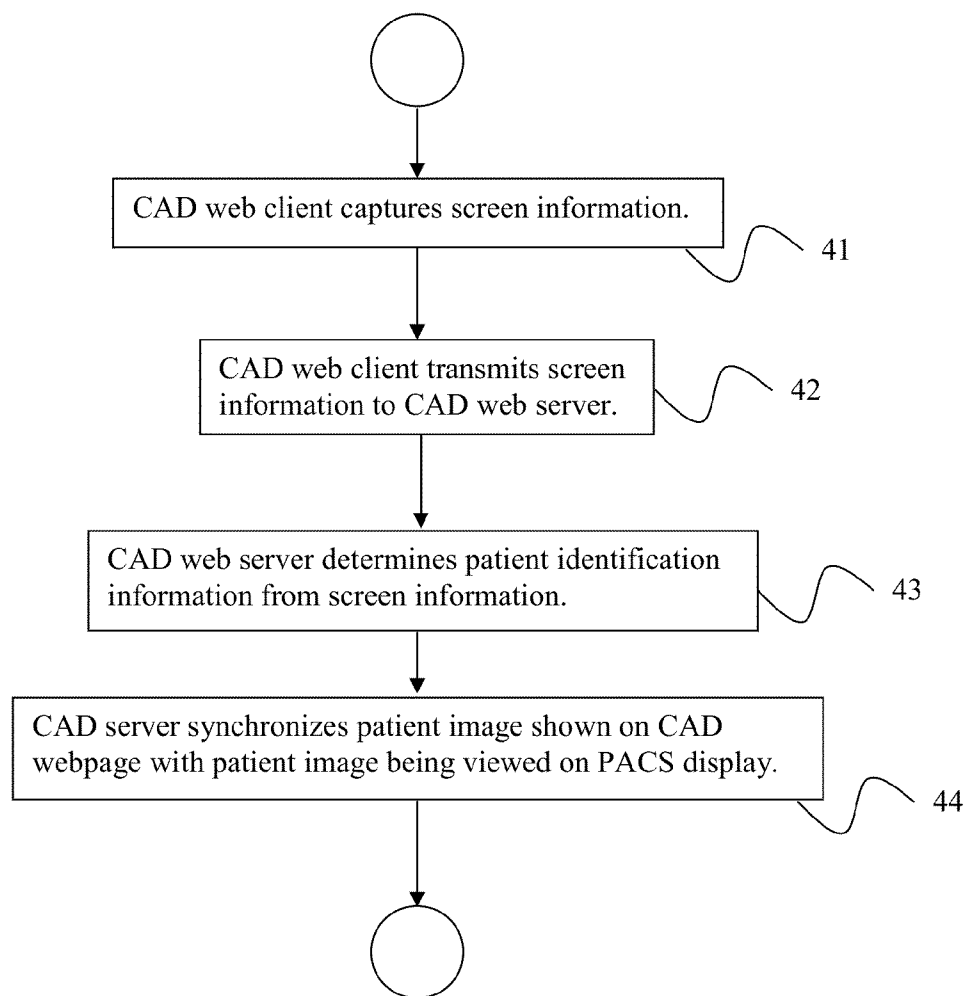 CAD web client captures screen information.
41
CAD web client transmits screen
information to CAD web server.
42
CAD web server determines patient identification
information from screen information.
43
CAD server synchronizes patient image shown on CAD
webpage with patient image being viewed on PACS display.
44